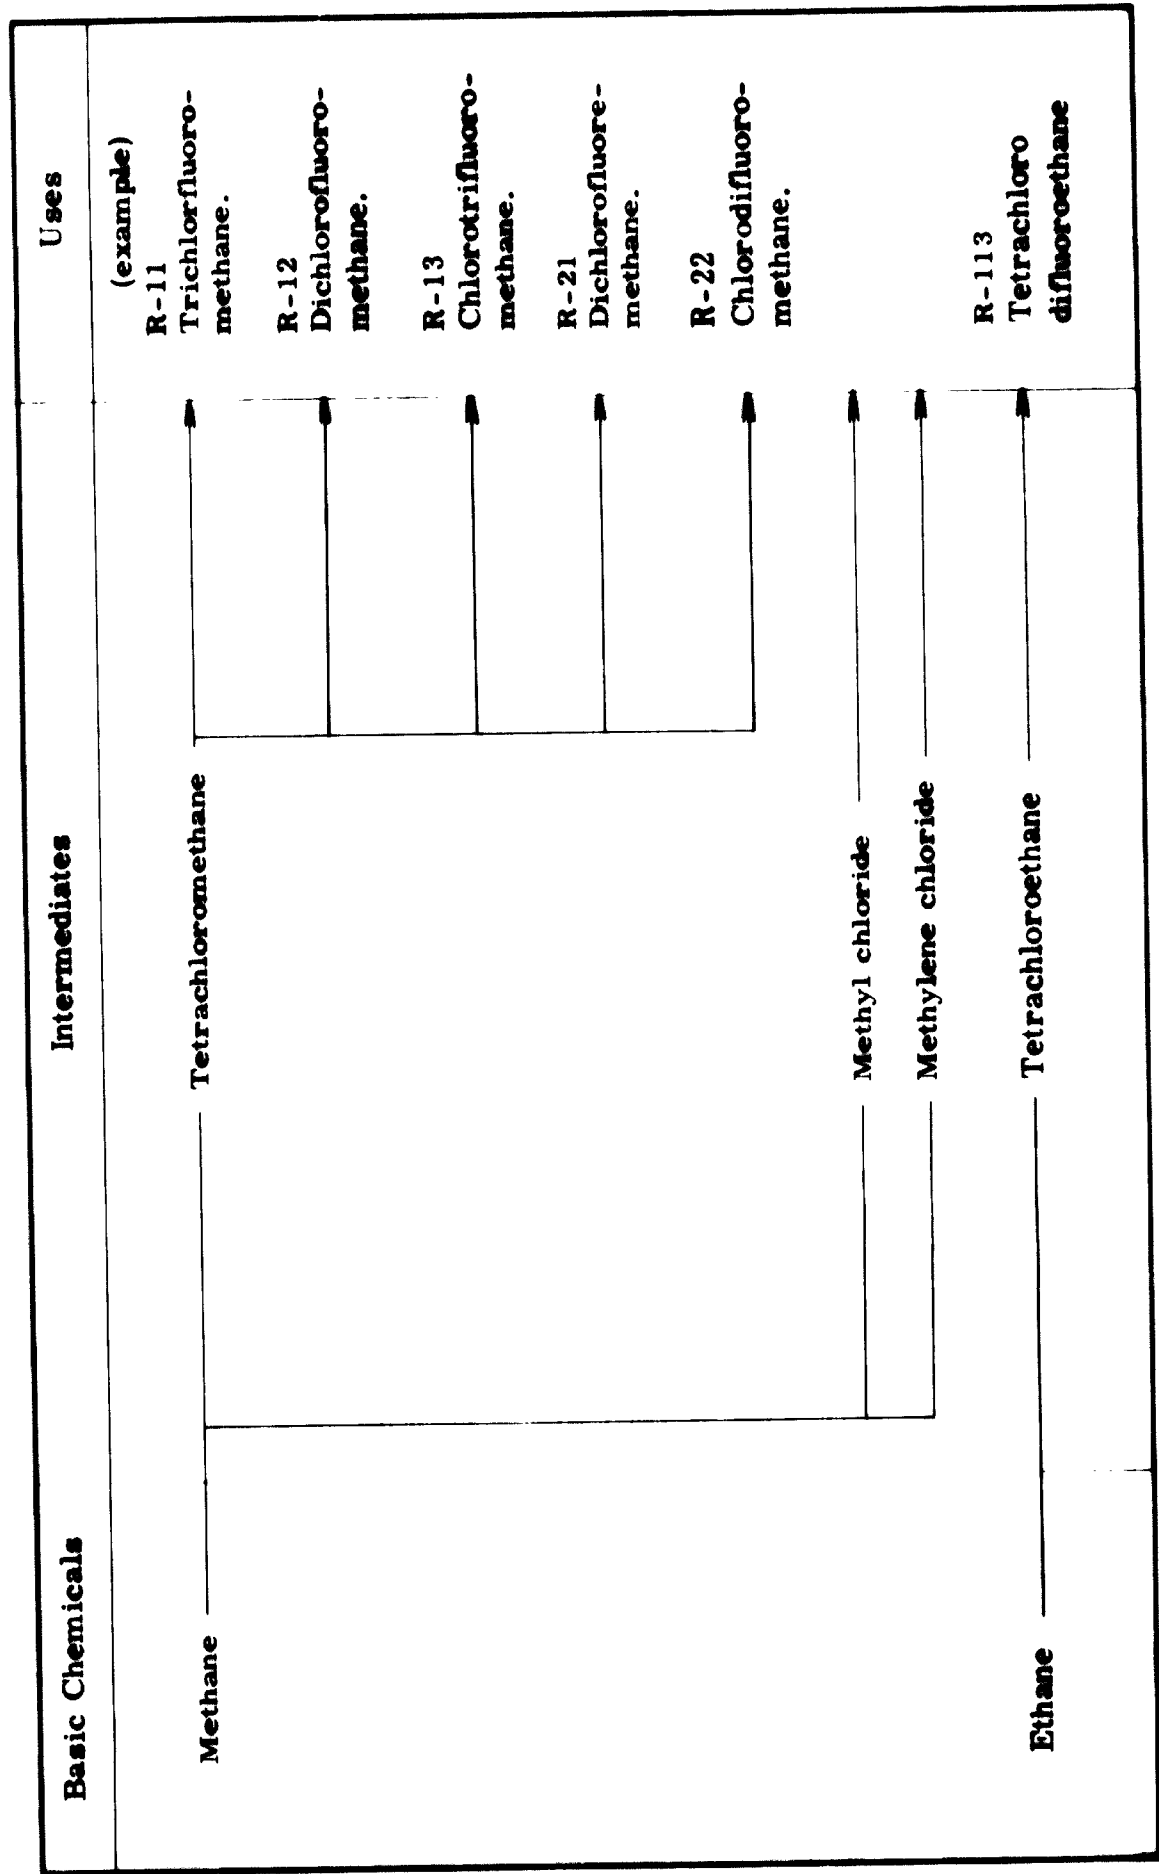 Basic Chemicals
Intermediates
Uses
(example)
Methane
Tetrachloromethane
R-11
Trichlorfluoro-
methane.
R-12
Dichlorofluoro-
methane.
R-13
Chlorotrifluoro-
methane.
R-21
Dichlorofluore-
methane.
R-22
Chlorodifluoro-
methane.
Methyl chloride
Methylene chloride
Ethane
Tetrachloroethane
R-113
Tetrachloro
difluoroethane